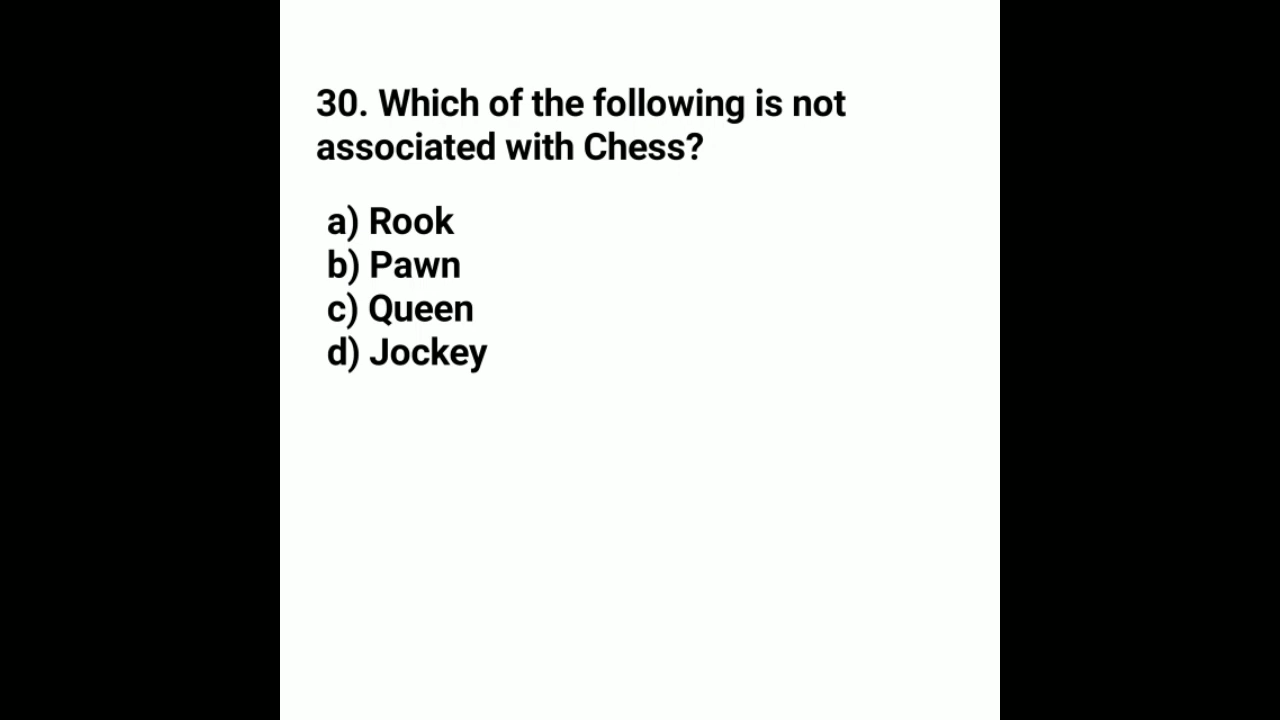 30. Which of the following is not
associated with Chess?
a) Rook
b) Pawn
c) Queen
d) Jockey